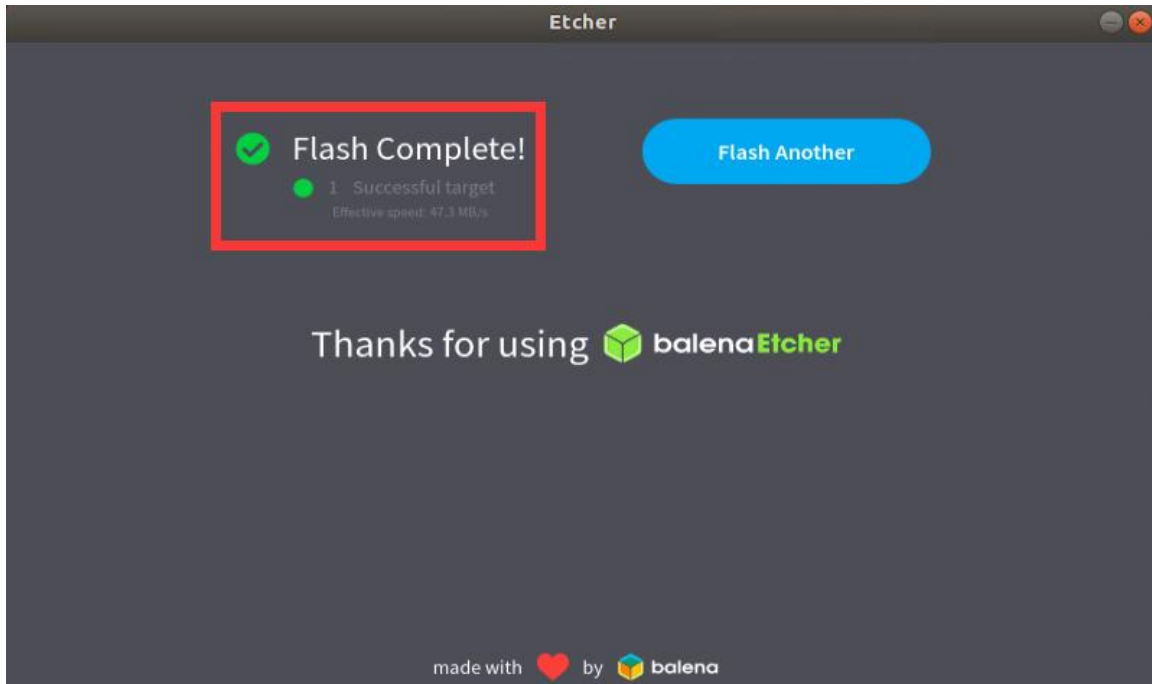 Etcher
Flash Complete!
1 Successful target
Effective speed: 47.3 MB/s
Flash Another
Thanks for using balenaEtcher
made with by balena